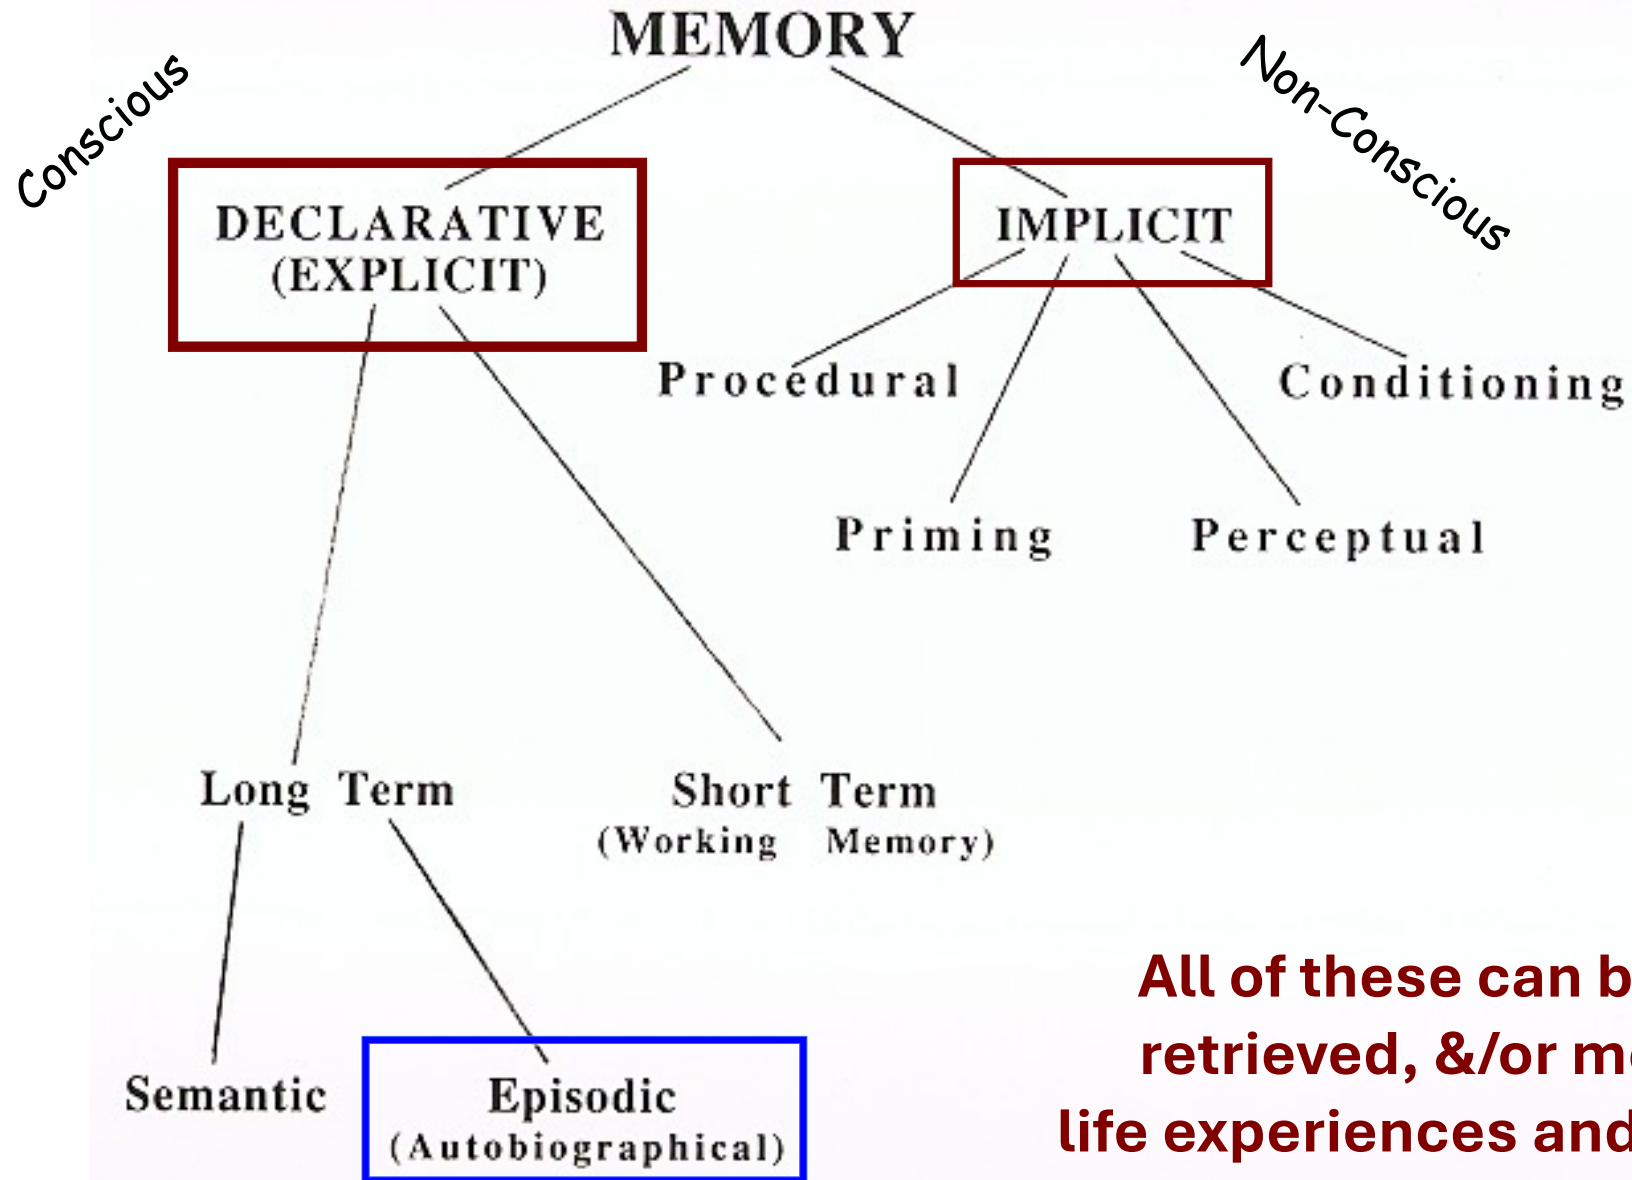 MEMORY
Conscious
Non-Conscious
DECLARATIVE
(EXPLICIT)
IMPLICIT
Procedural
Conditioning
Priming
Perceptual
Long Term
Short Term
(Working Memory)
Semantic
Episodic
(Autobiographical)
All of these can
retrieved, &/or
life experiences and